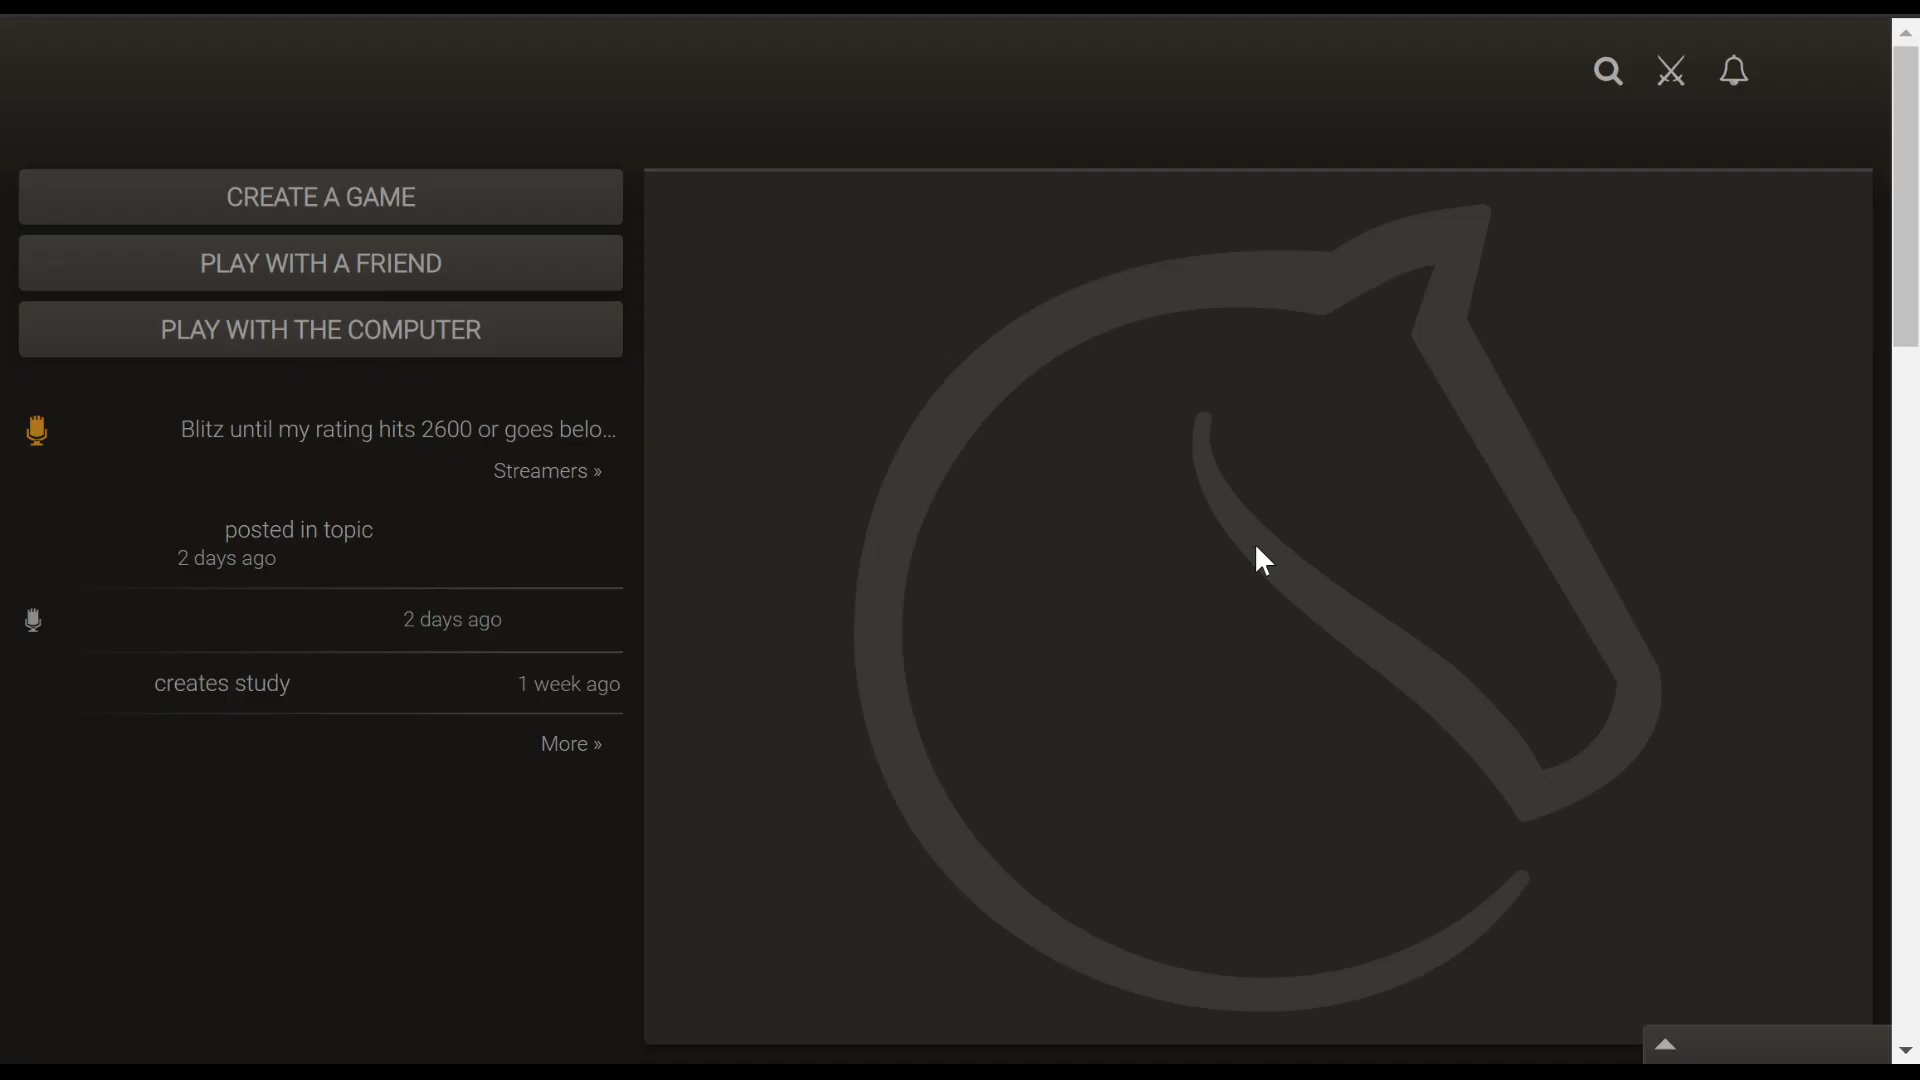 CREATE A GAME
PLAY WITH A FRIEND
PLAY WITH THE COMPUTER
Blitz until my rating hits 2600 or goes belo...
Streamers »
posted in topic
2 days ago
2 days ago
creates study 1 week ago
More »